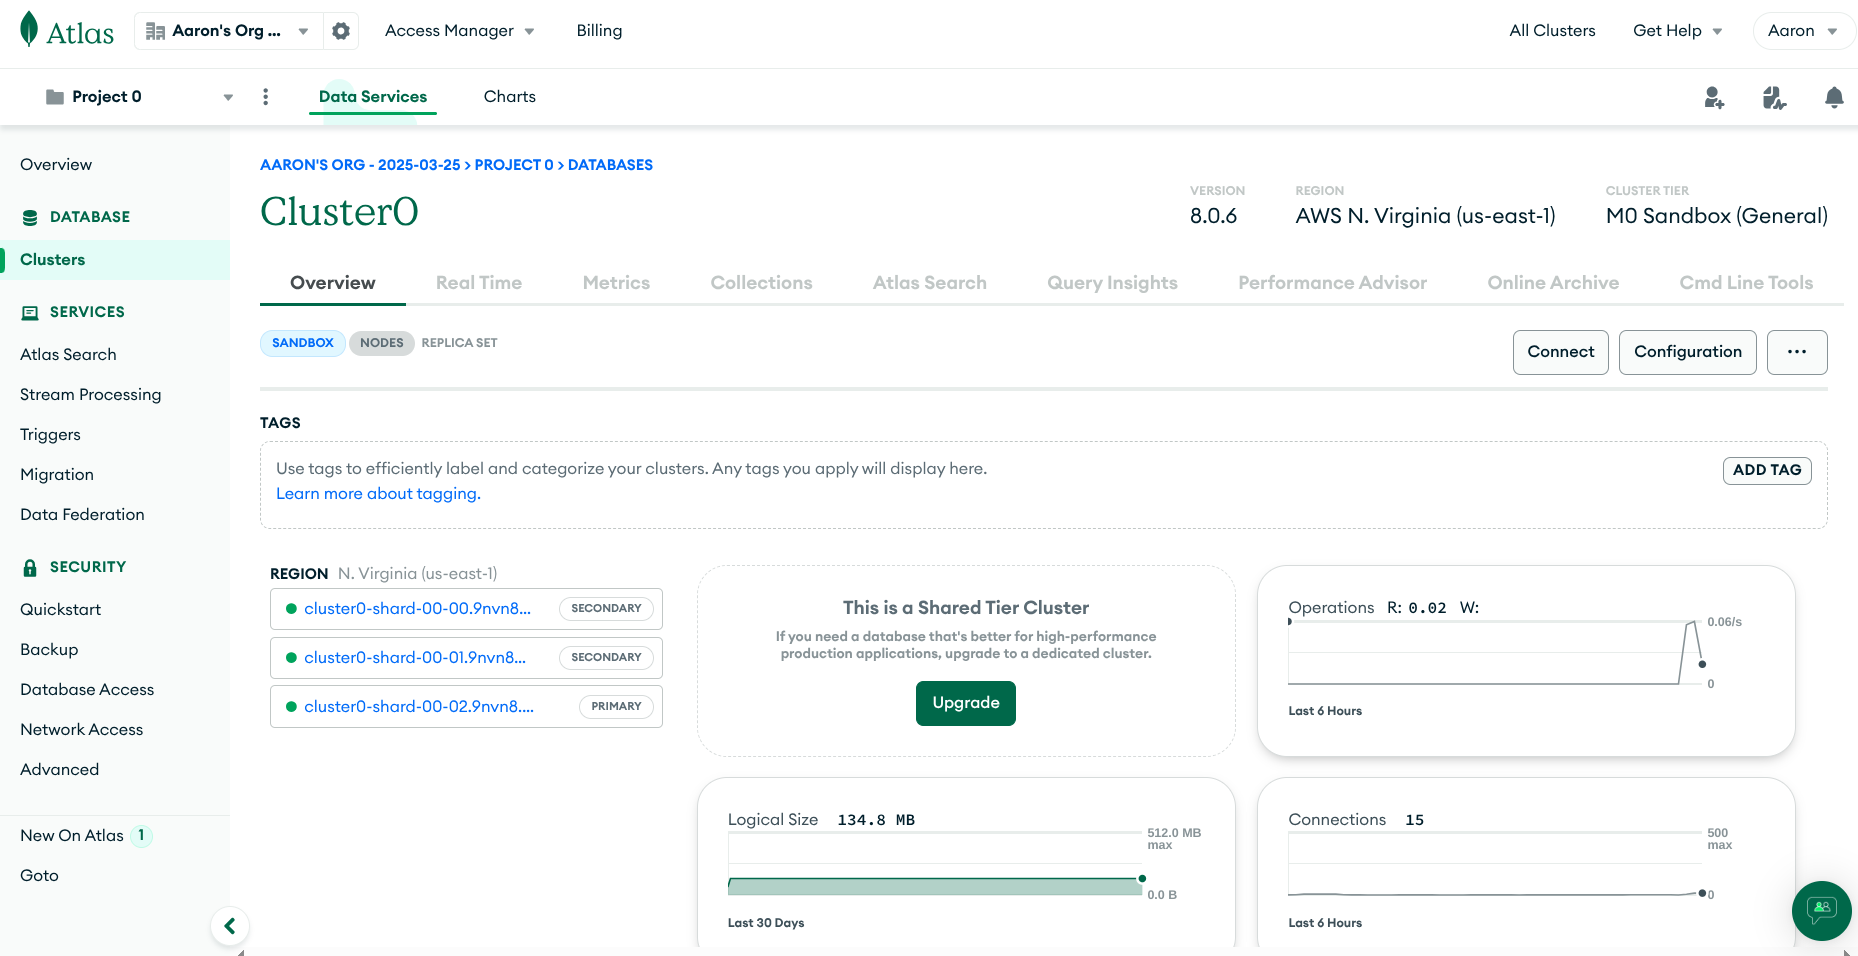 Atlas
Aaron's Org ...
Access Manager
Billing
All Clusters
Get Help
Aaron
Project 0
Data Services
Charts
Overview
DATABASE
Clusters
SERVICES
Atlas Search
Stream Processing
Triggers
Migration
Data Federation
SECURITY
Quickstart
Backup
Database Access
Network Access
Advanced
New On Atlas 1
Goto
AARON'S ORG - 2025-03-25 > PROJECT 0 > DATABASES
Cluster0
VERSION
8.0.6
REGION
AWS N. Virginia (us-east-1)
CLUSTER TIER
M0 Sandbox (General)
Overview
Real Time
Metrics
Collections
Atlas Search
Query Insights
Performance Advisor
Online Archive
Cmd Line Tools
SANDBOX
NODES
REPLICA SET
Connect
Configuration
...
TAGS
Use tags to efficiently label and categorize your clusters. Any tags you apply will display here.
Learn more about tagging.
ADD TAG
REGION N. Virginia (us-east-1)
cluster0-shard-00-00.9nvn8... SECONDARY
cluster0-shard-00-01.9nvn8... SECONDARY
cluster0-shard-00-02.9nvn8.... PRIMARY
This is a Shared Tier Cluster
If you need a database that's better for high-performance
production applications, upgrade to a dedicated cluster.
Upgrade
Operations R: 0.02 W:
0.06/s
0
Last 6 Hours
Logical Size 134.8 MB
512.0 MB
max
0.0 B
Last 30 Days
Connections 15
500
max
0
Last 6 Hours